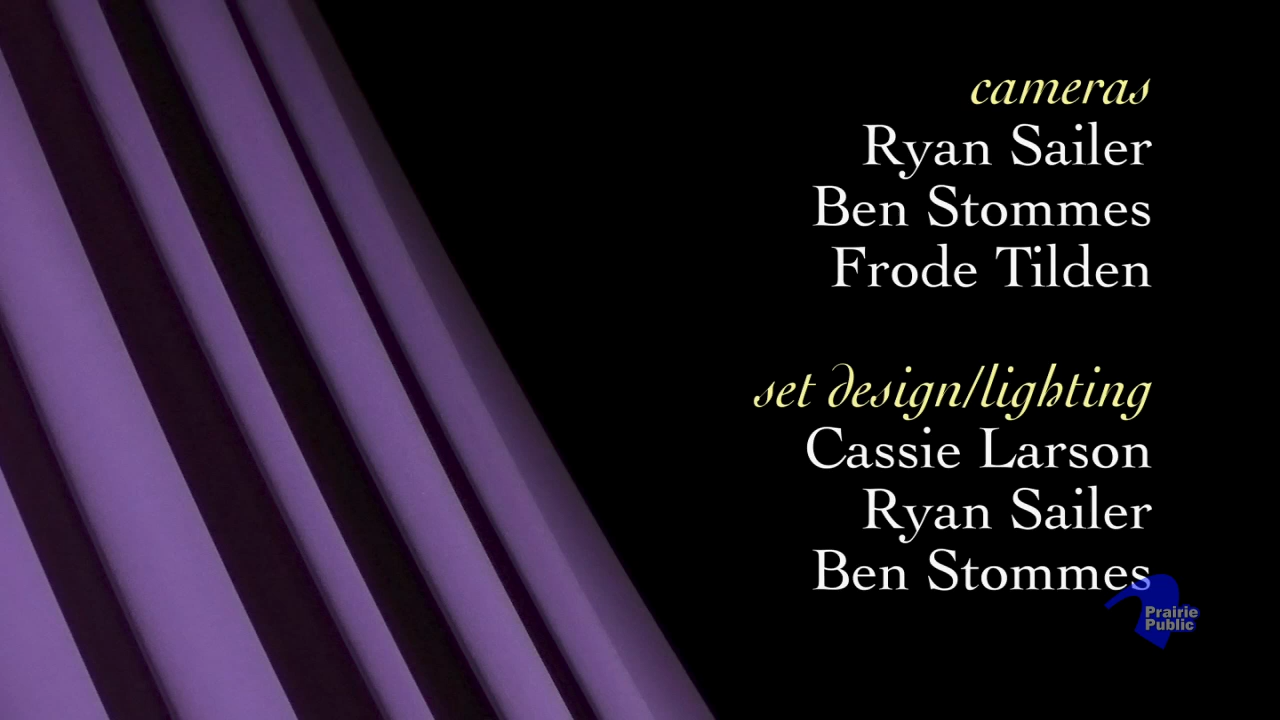 cameras
Ryan Sailer
Ben Stommes
Frode Tilden
set design/lighting
Cassie Larson
Ryan Sailer
Ben Stommes
Prairie
Public